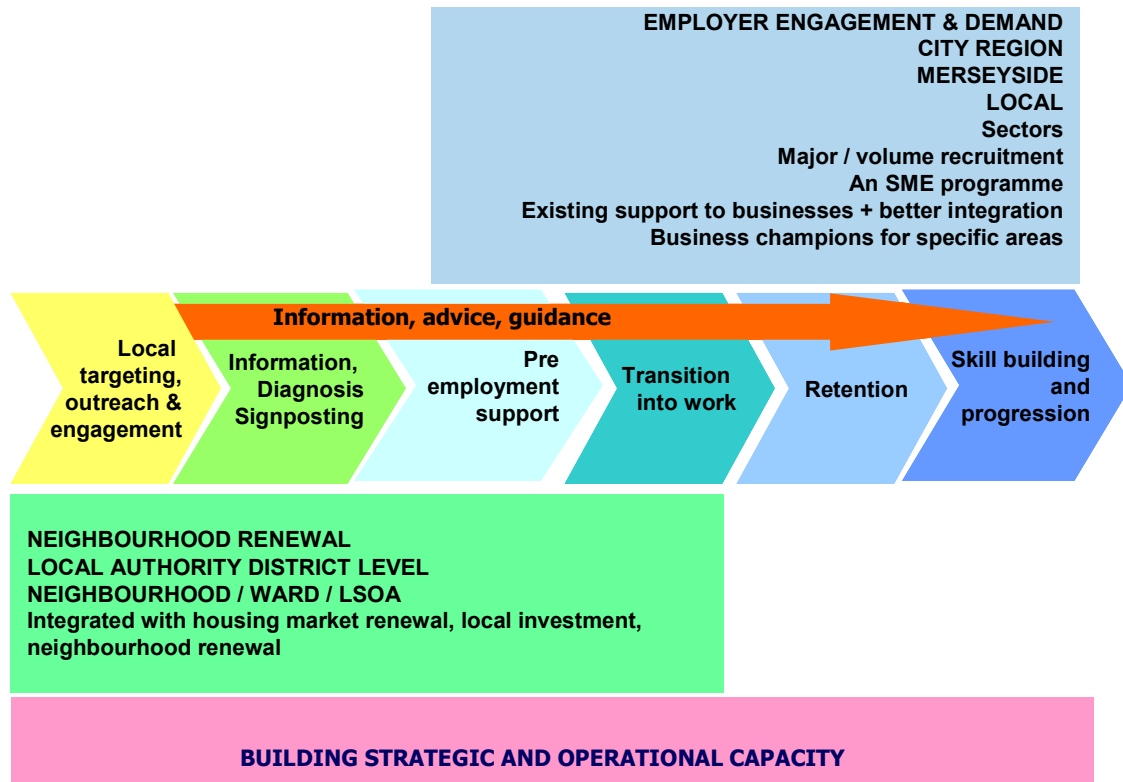 EMPLOYER ENGAGEMENT & DEMAND
CITY REGION
MERSEYSIDE
LOCAL
Sectors
Major / volume recruitment
An SME programme
Existing support to businesses + better integration
Business champions for specific areas
Information, advice, guidance
Local
targeting,
outreach &
engagement
Information,
Diagnosis
Signposting
Pre
employment
support
Transition
into work
Retention
Skill building
and
progression
NEIGHBOURHOOD RENEWAL
LOCAL AUTHORITY DISTRICT LEVEL
NEIGHBOURHOOD / WARD / LSOA
Integrated with housing market renewal, local investment,
neighbourhood renewal
BUILDING STRATEGIC AND OPERATIONAL CAPACITY